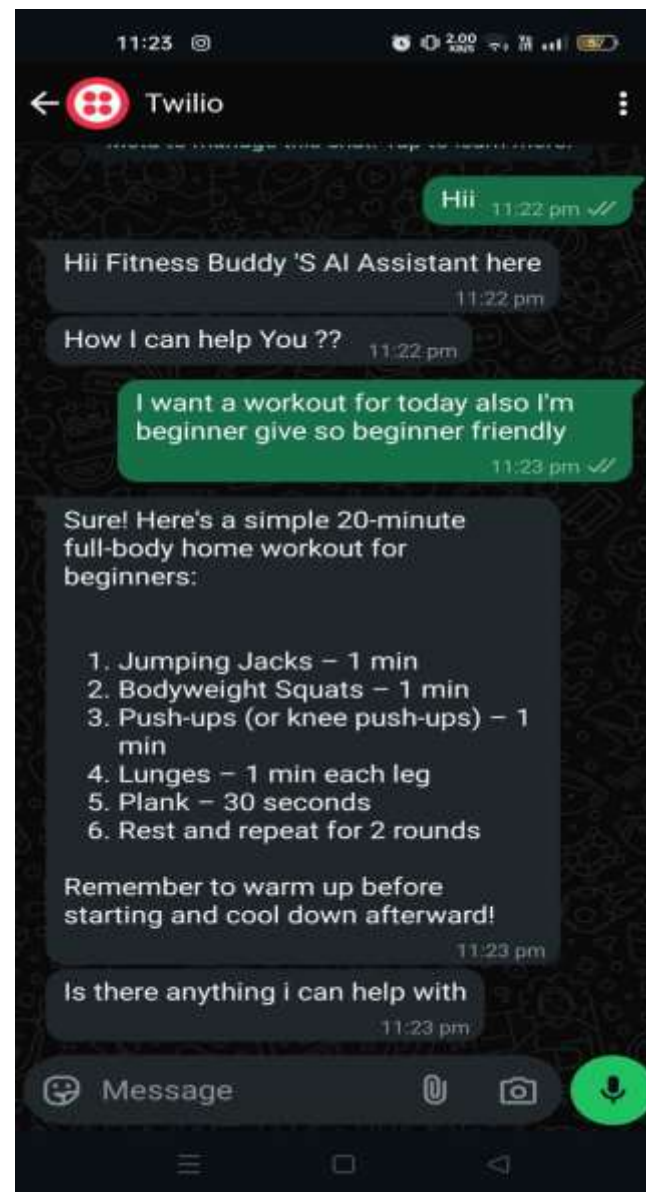 11:23
2.00
KB/S
Twilio
Hii 11:22 pm
Hii Fitness Buddy 'S AI Assistant here
11:22 pm
How I can help You ?? 11:22 pm
I want a workout for today also I'm
beginner give so beginner friendly
11:23 pm
Sure! Here's a simple 20-minute
full-body home workout for
beginners:
1. Jumping Jacks – 1 min
2. Bodyweight Squats – 1 min
3. Push-ups (or knee push-ups) – 1
min
4. Lunges – 1 min each leg
5. Plank – 30 seconds
6. Rest and repeat for 2 rounds
Remember to warm up before
starting and cool down afterward!
11:23 pm
Is there anything i can help with
11:23 pm
Message